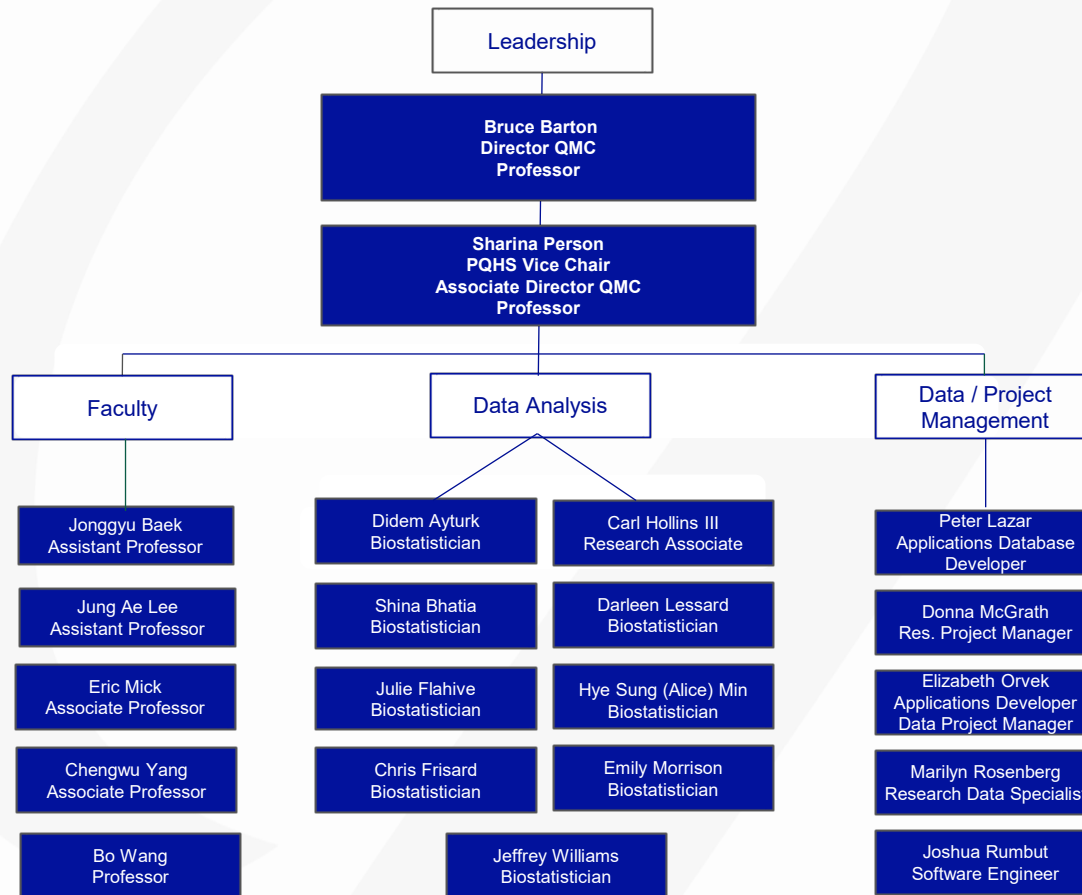 Leadership
Bruce Barton
Director QMC
Professor
Sharina Person
PQHS Vice Chair
Associate Director QMC
Professor
Faculty
Jonggyu Baek
Assistant Professor
Jung Ae Lee
Assistant Professor
Eric Mick
Associate Professor
Chengwu Yang
Associate Professor
Bo Wang
Professor
Data Analysis
Didem Ayturk
Biostatistician
Shina Bhatia
Biostatistician
Julie Flahive
Biostatistician
Chris Frisard
Biostatistician
Carl Hollins III
Research Associate
Darleen Lessard
Biostatistician
Hye Sung (Alice) Min
Biostatistician
Emily Morrison
Biostatistician
Jeffrey Williams
Biostatistician
Data / Project
Management
Peter Lazar
Applications Database
Developer
Donna McGrath
Res. Project Manager
Elizabeth Orvek
Applications Developer
Data Project Manager
Marilyn Rosenberg
Research Data Specialist
Joshua Rumbut
Software Engineer